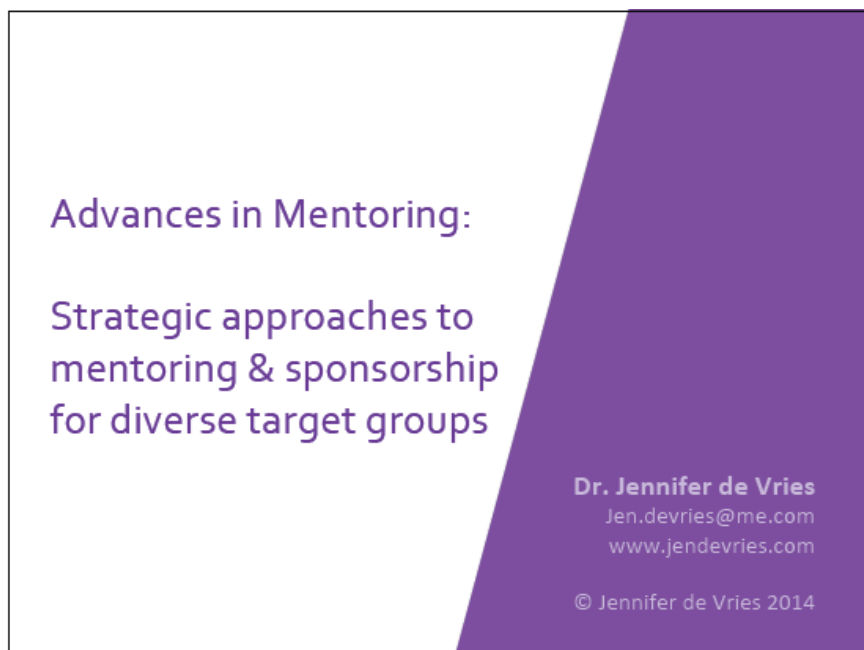 Advances in Mentoring:
Strategic approaches to
mentoring & sponsorship
for diverse target groups
Dr. Jennifer de Vries
Jen.devries@me.com
www.jendevries.com
© Jennifer de Vries 2014